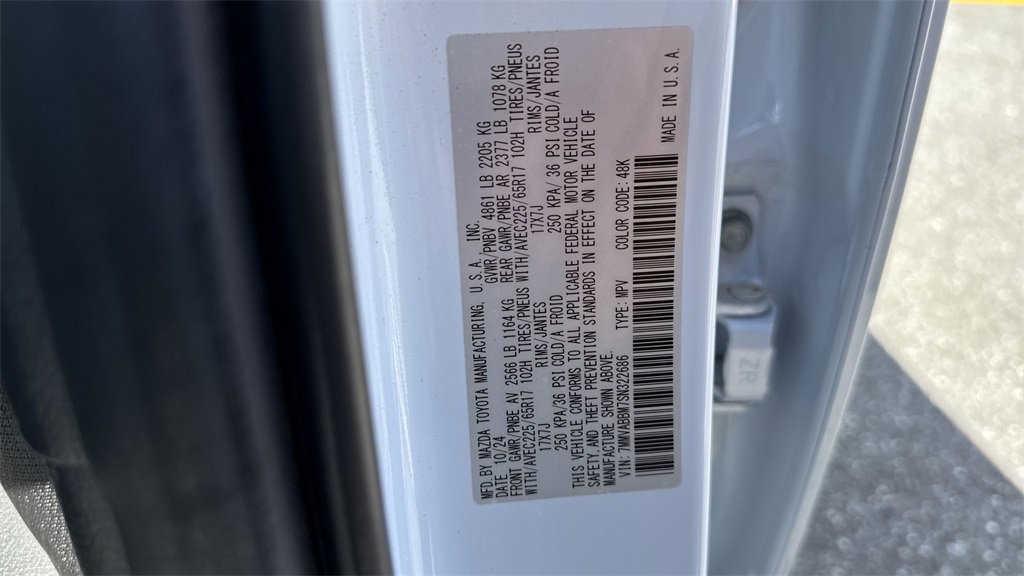 MFD.BY MAZDA TOYOTA MANUFACTURING, U.S.A., INC.
DATE 10/24 GVWR/PNBV 4861 LB 2205 KG
FRONT GAWR/PNBE AV 2566 LB 1164 KG REAR GAWR/PNBE AR 2377 LB 1078 KG
WITH/AVEC225/65R17 102H TIRES/PNEUS WITH/AVEC225/65R17 102H TIRES/PNEUS
17X7J RIMS/JANTES 17X7J RIMS/JANTES
250 KPA/36 PSI COLD/A FROID 250 KPA/ 36 PSI COLD/A FROID
THIS VEHICLE CONFORMS TO ALL APPLICABLE FEDERAL MOTOR VEHICLE
SAFETY, AND THEFT PREVENTION STANDARDS IN EFFECT ON THE DATE OF
MANUFACTURE SHOWN ABOVE.
VIN: 7MMVABBM7SN322686 TYPE: MPV COLOR CODE: 48K
MADE IN U.S.A.
ZR